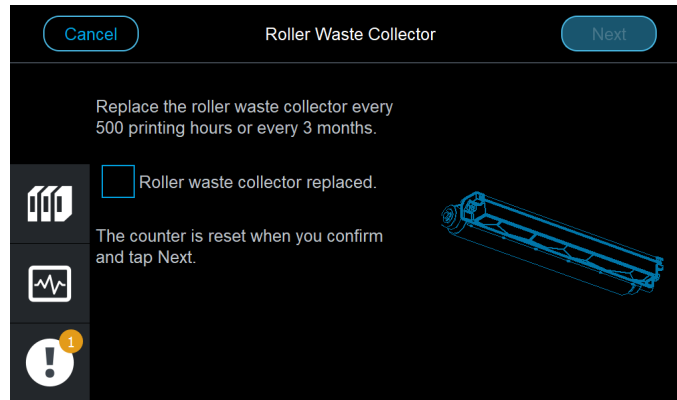 Cancel
Roller Waste Collector
Next
Replace the roller waste collector every
500 printing hours or every 3 months.
Roller waste collector replaced.
The counter is reset when you confirm
and tap Next.
1